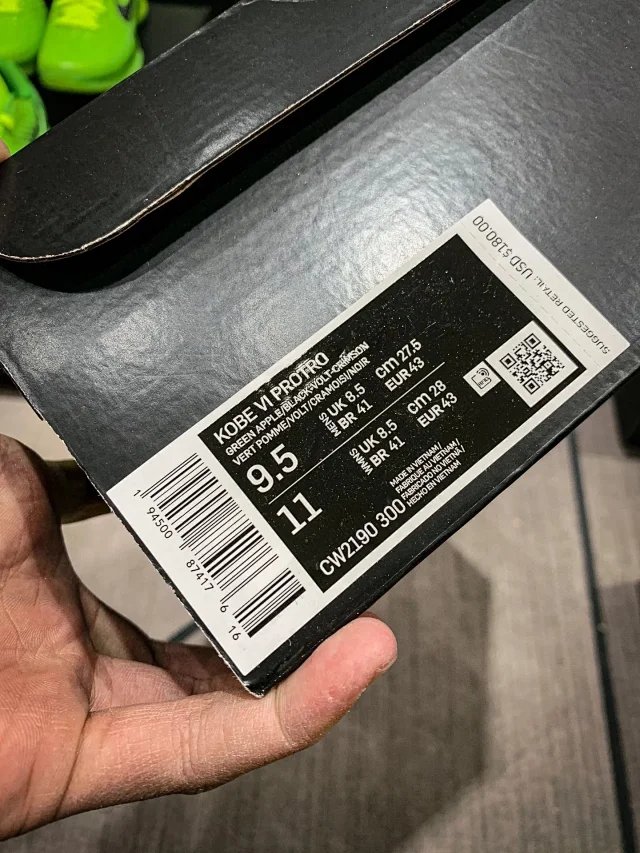 SUGGESTED RETAIL: USD $180.00
KOBE VI PROTRO
GREEN APPLE/BLACK-VOLT-CRIMSON
VERT POMME/VOLT/CRAMOISI/NOIR
9.5
MEN'S UK 8.5 cm 27.5
BR 41 EUR 43
11
WMNS UK 8.5 cm 28
BR 41 EUR 43
CW2190 300
MADE IN VIETNAM/
FABRIQUE AU VIETNAM/
FABRICADO NO VIETNÃ/
HECHO EN VIETNAM
RFID
1 94500 87417 6 16